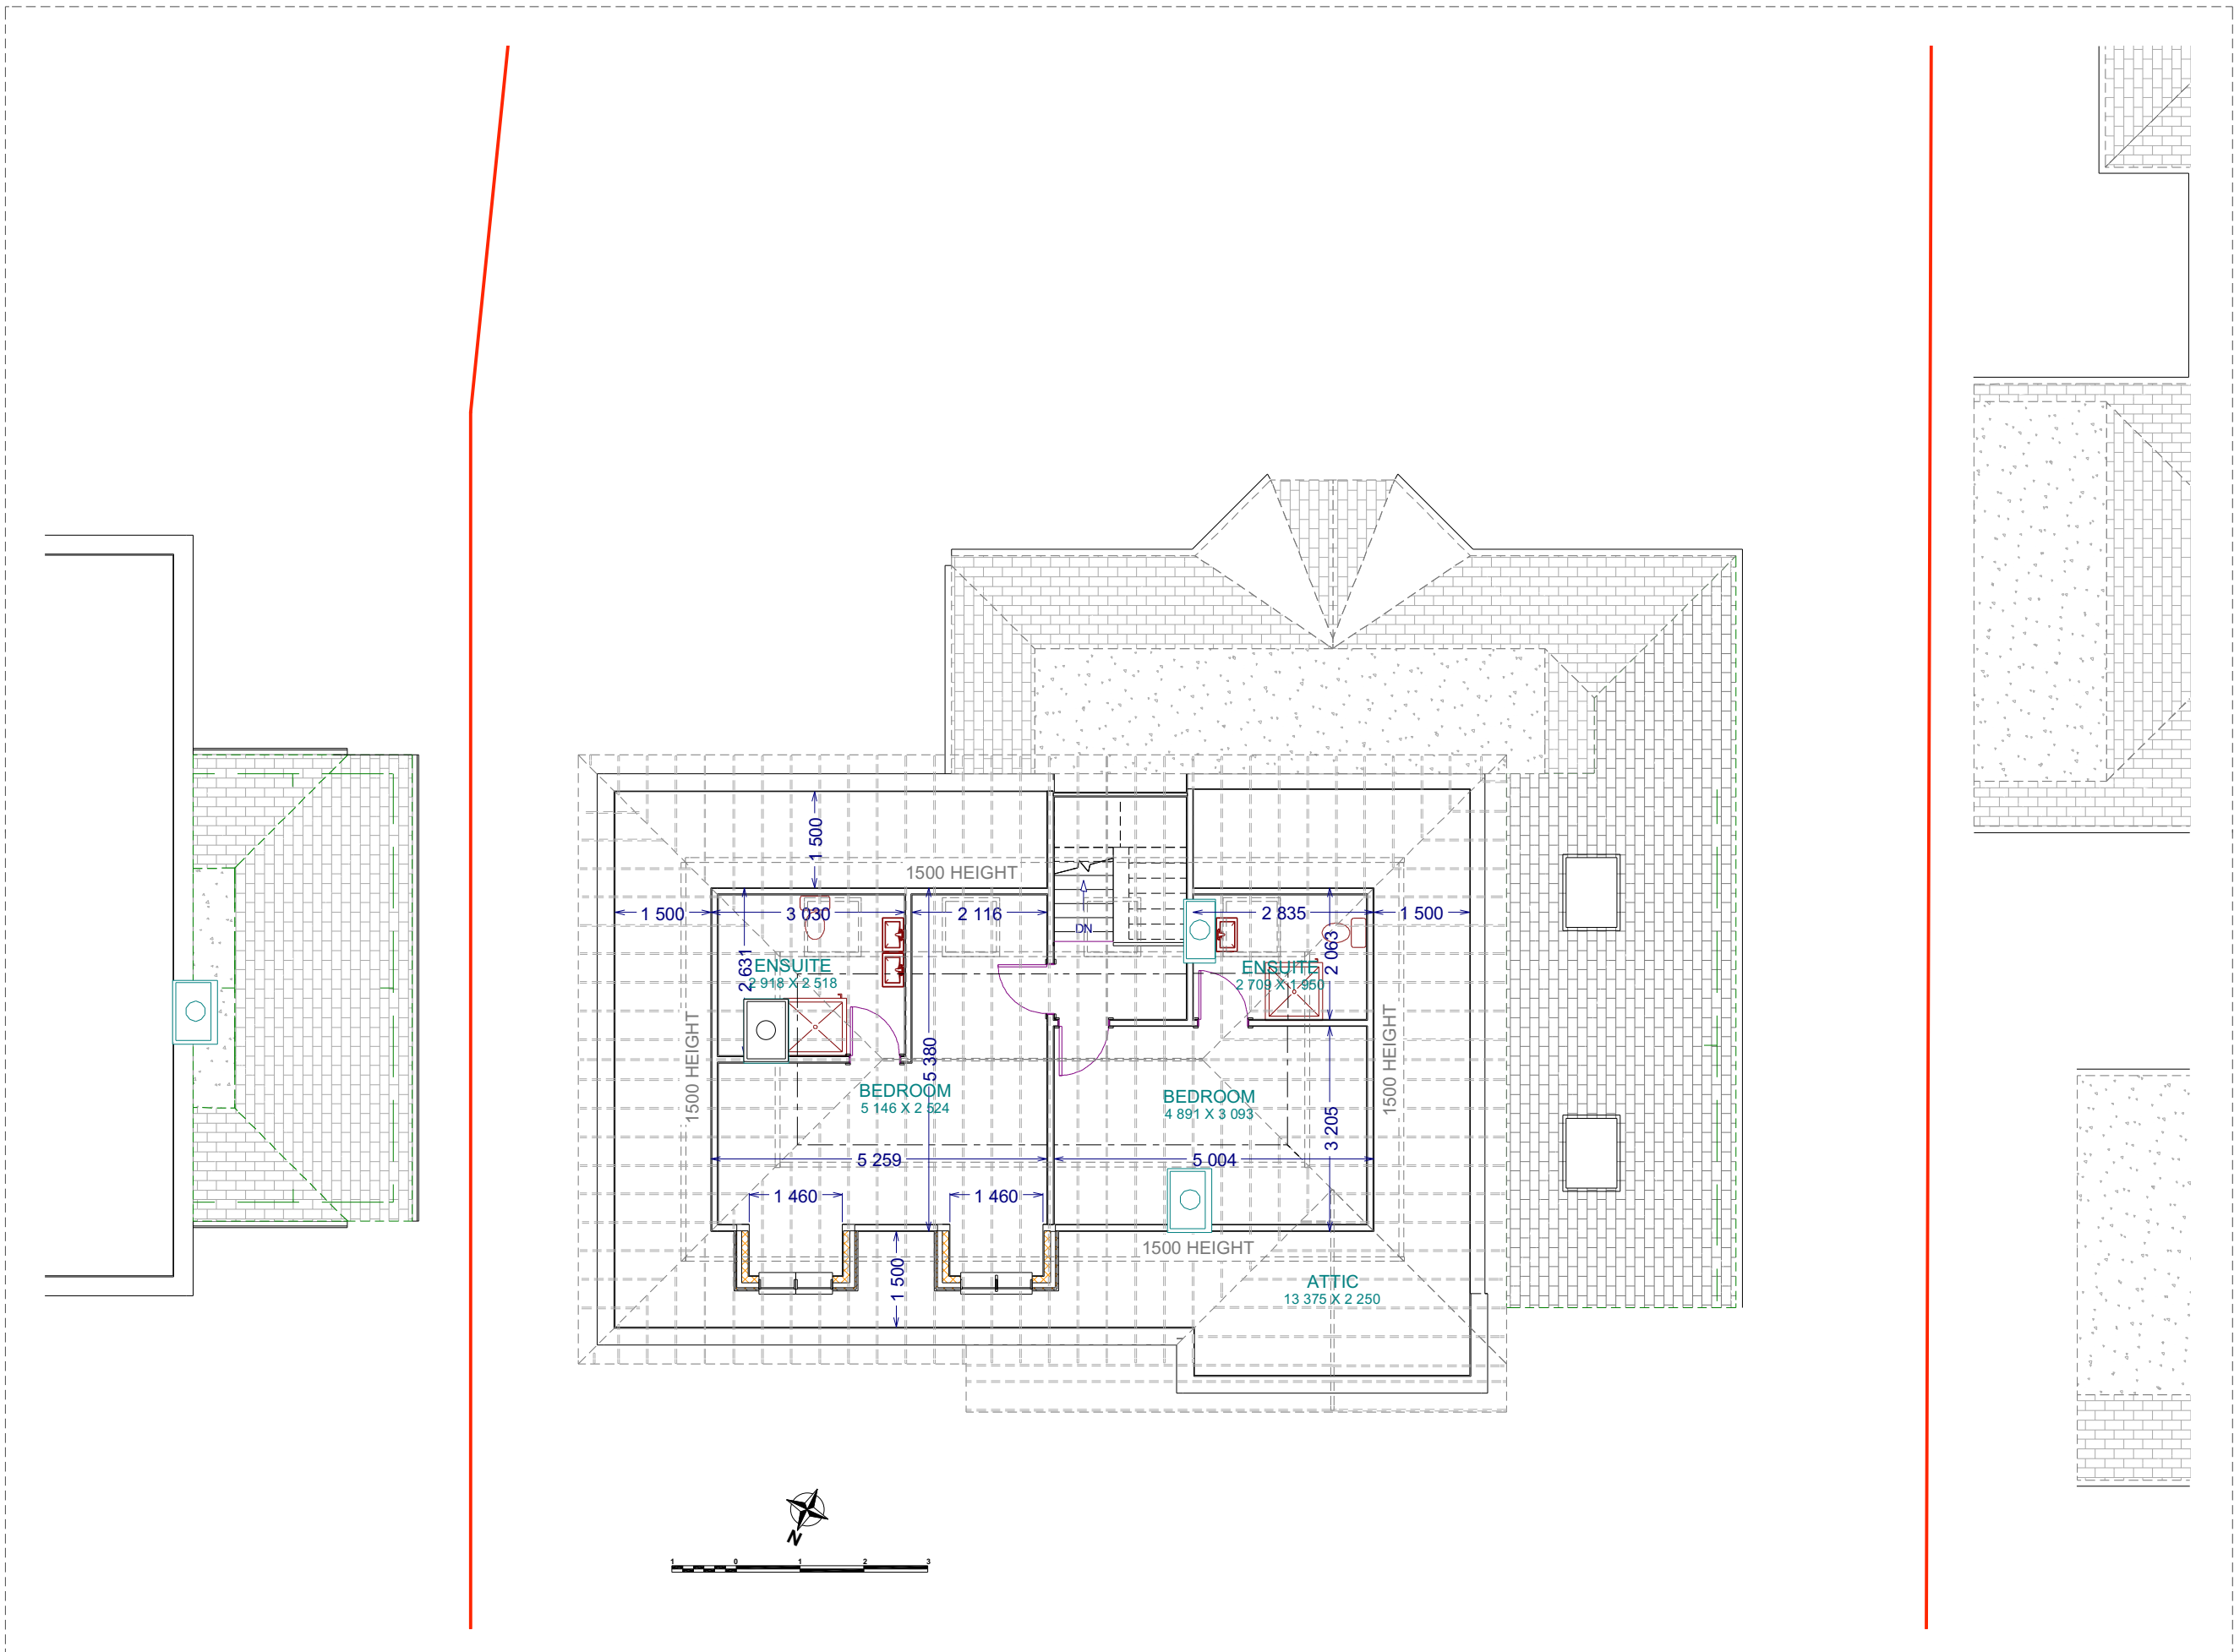 1 500
1500 HEIGHT
1 500
3 030
2 116
2 835
1 500
DN
2 631
ENSUITE
2 918 X 2 518
2 063
ENSUITE
2 709 X 1 950
1500 HEIGHT
5 380
1500 HEIGHT
BEDROOM
5 146 X 2 524
BEDROOM
4 891 X 3 093
3 205
5 259
5 004
1 460
1 460
1500 HEIGHT
1 500
ATTIC
13 375 X 2 250
N
1 0 1 2 3